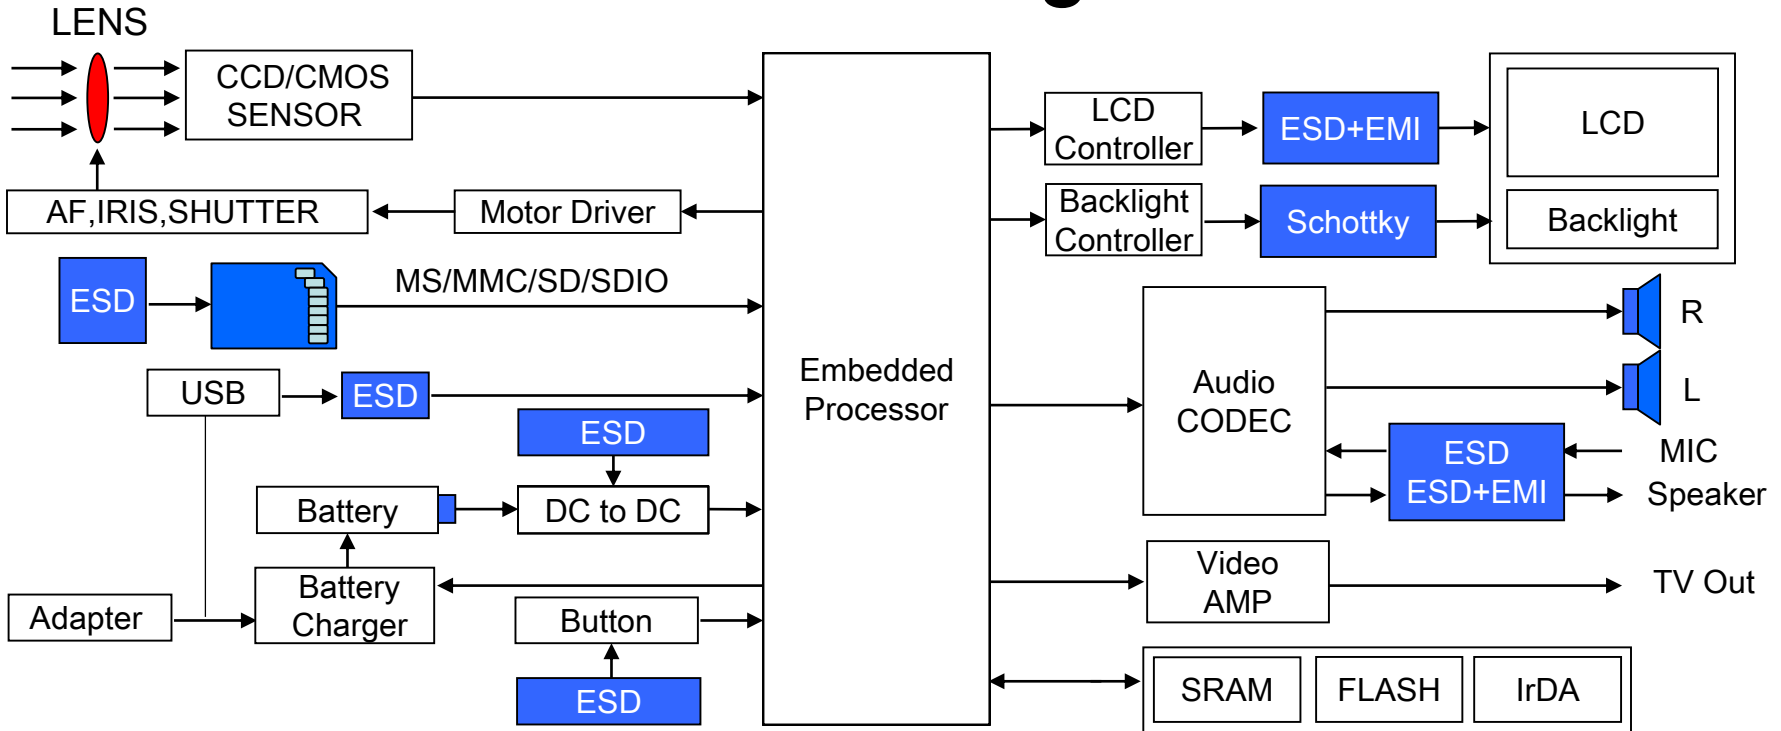 LENS
CCD/CMOS
SENSOR
AF,IRIS,SHUTTER
Motor Driver
ESD
MS/MMC/SD/SDIO
USB
ESD
ESD
Battery
DC to DC
Battery
Charger
Adapter
Button
ESD
Embedded
Processor
LCD
Controller
ESD+EMI
LCD
Backlight
Controller
Schottky
Backlight
Audio
CODEC
R
L
ESD
ESD+EMI
MIC
Speaker
Video
AMP
TV Out
SRAM
FLASH
IrDA